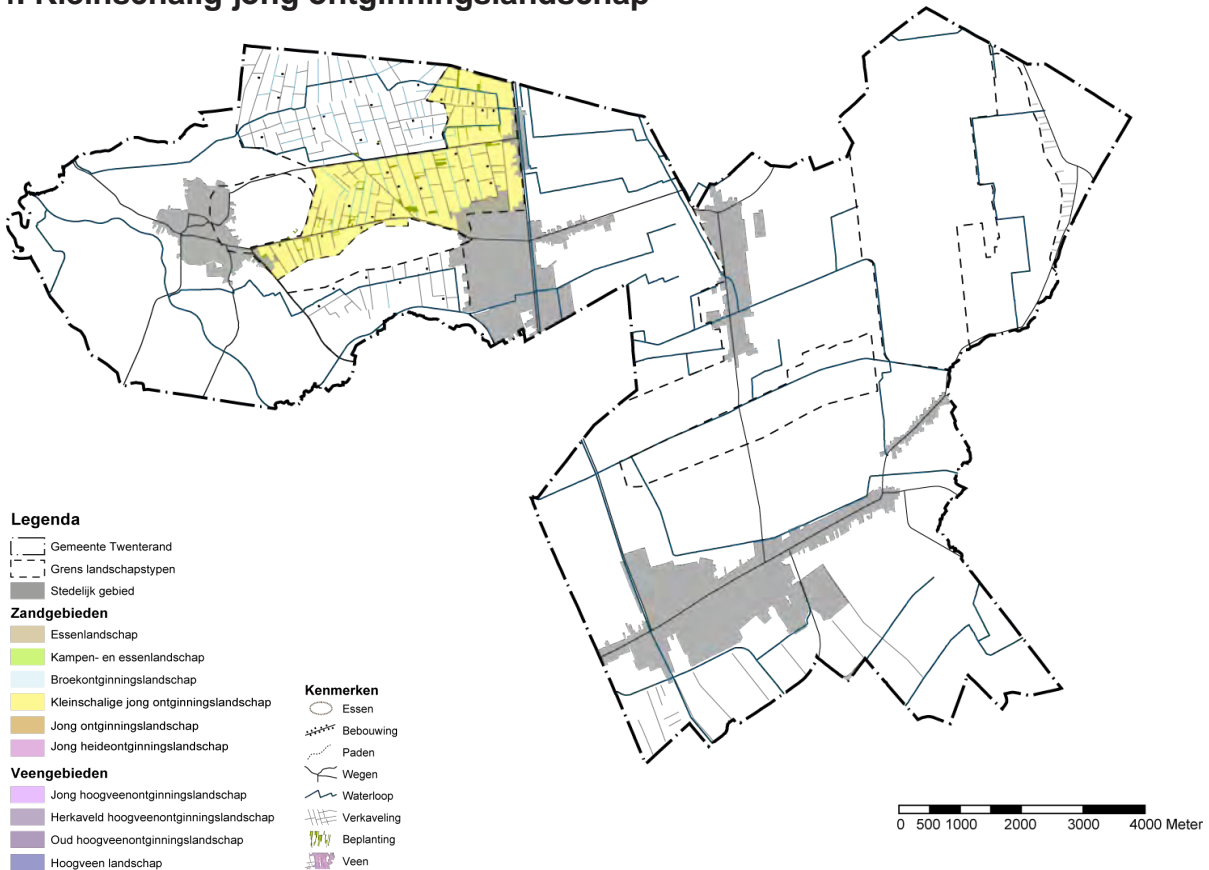 Kleinschalig jong ontginningslandschap
Legenda
Gemeente Twenterand
Grens landschapstypen
Stedelijk gebied
Zandgebieden
Essenlandschap
Kampen- en essenlandschap
Broekontginningslandschap
Kleinschalige jong ontginningslandschap
Jong ontginningslandschap
Jong heideontginningslandschap
Veengebieden
Jong hoogveenontginningslandschap
Herkaveld hoogveenontginningslandschap
Oud hoogveenontginningslandschap
Hoogveen landschap
Kenmerken
Essen
Bebouwing
Paden
Wegen
Waterloop
Verkaveling
Beplanting
Veen
0 500 1000 2000 3000 4000 Meter